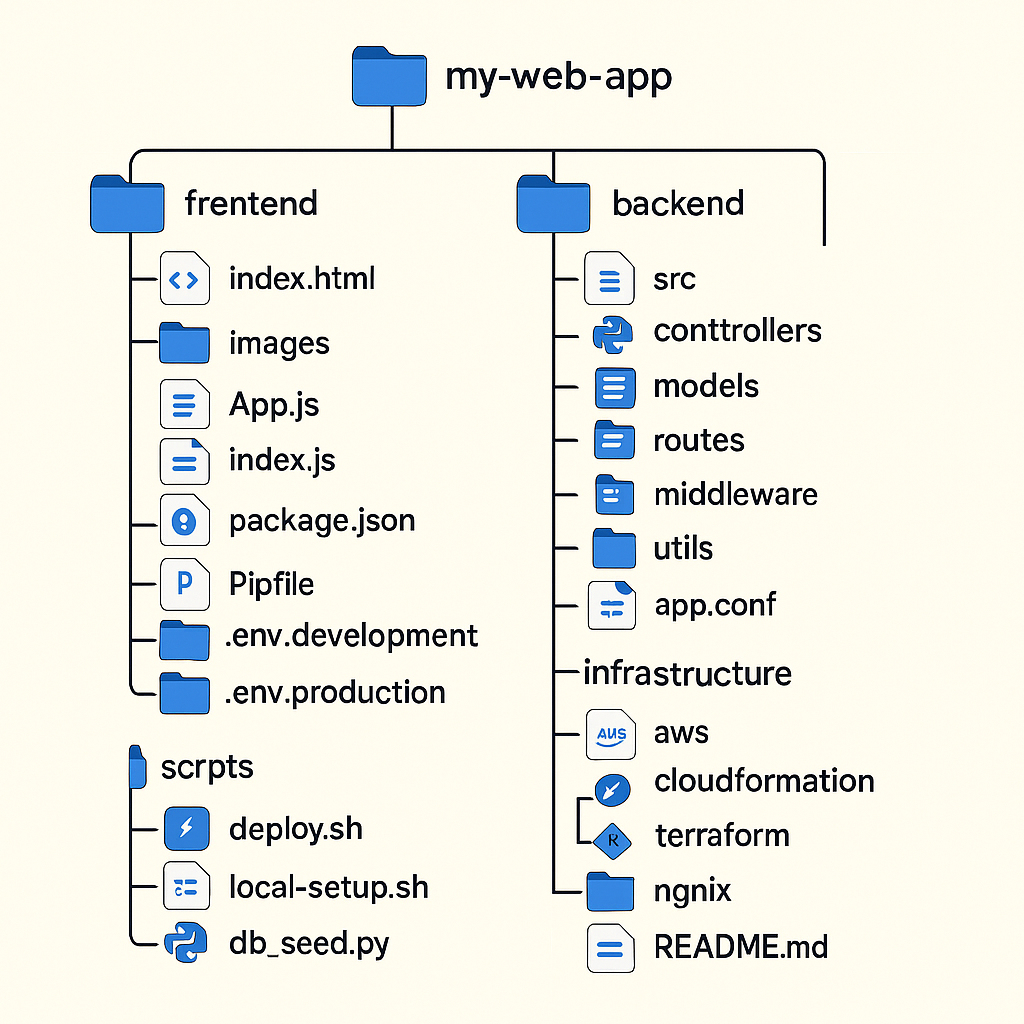 my-web-app
frentend
index.html
images
App.js
index.js
package.json
P
Pipfile
.env.development
.env.production
scrpts
deploy.sh
local-setup.sh
db_seed.py
backend
src
conttrollers
models
routes
middleware
utils
app.conf
infrastructure
AUS
aws
cloudformation
R
terraform
ngnix
README.md